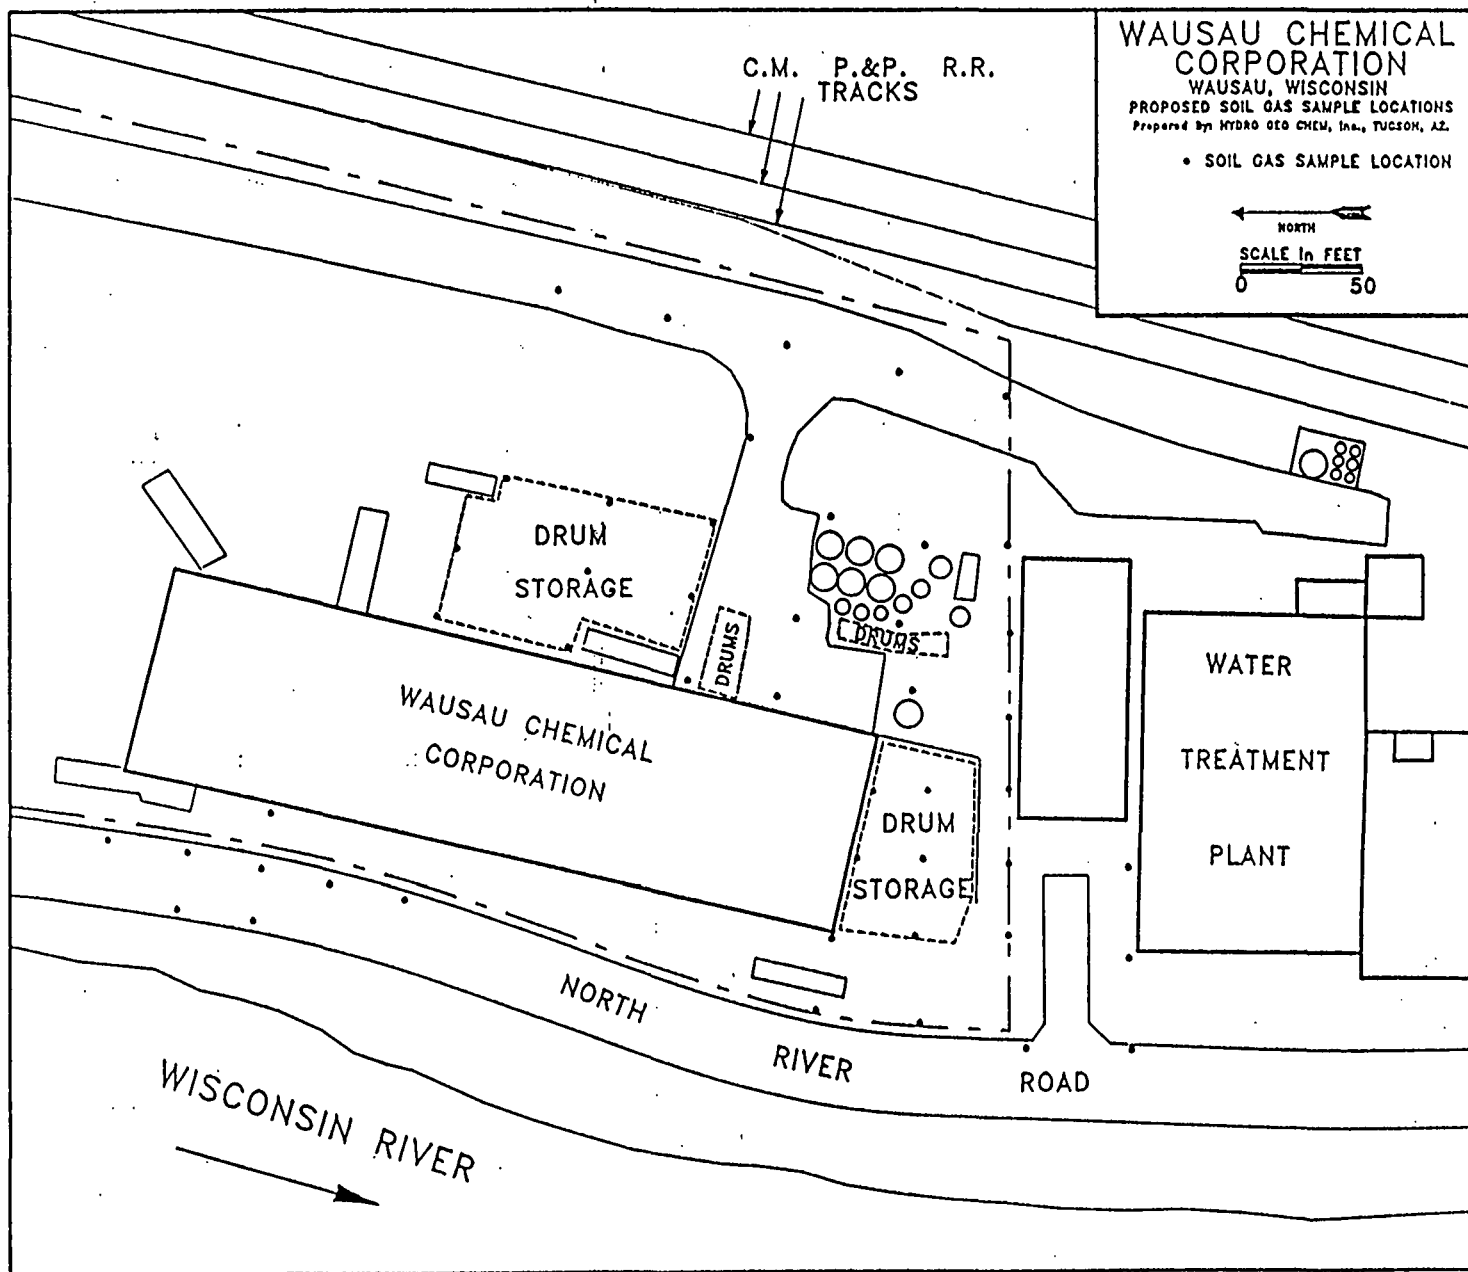 WAUSAU CHEMICAL
CORPORATION
WAUSAU, WISCONSIN
PROPOSED SOIL GAS SAMPLE LOCATIONS
Prepared By: HYDRO GEO CHEM, Inc., TUCSON, AZ.
• SOIL GAS SAMPLE LOCATION
NORTH
SCALE in FEET
0 50
C.M. P.&P. R.R.
TRACKS
DRUM
STORAGE
DRUMS
DRUMS
WAUSAU CHEMICAL
CORPORATION
DRUM
STORAGE
WATER
TREATMENT
PLANT
NORTH
RIVER
ROAD
WISCONSIN RIVER